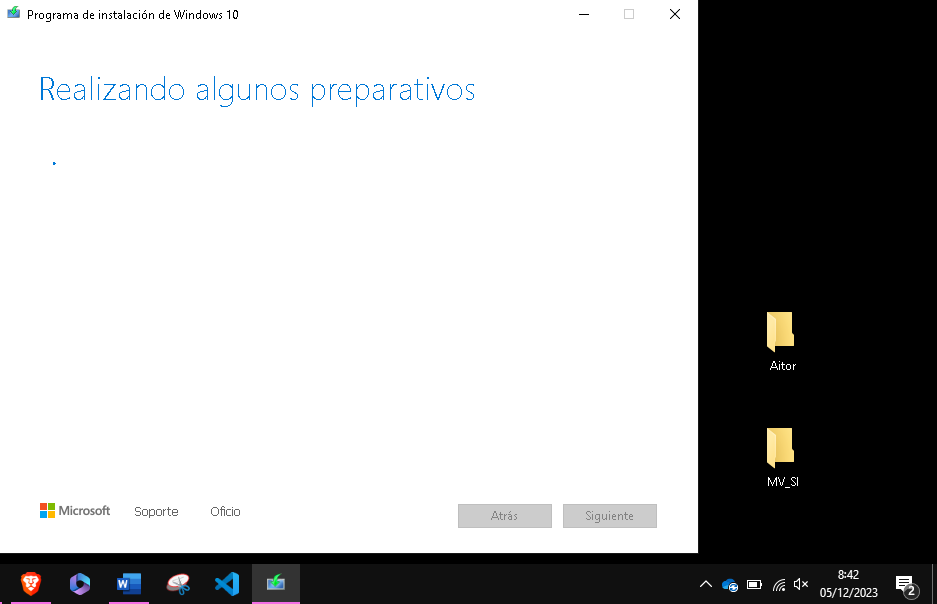 Programa de instalación de Windows 10
Realizando algunos preparativos
Microsoft
Soporte
Oficio
Atrás
Siguiente
Aitor
MV_SI
W
8:42
05/12/2023
2